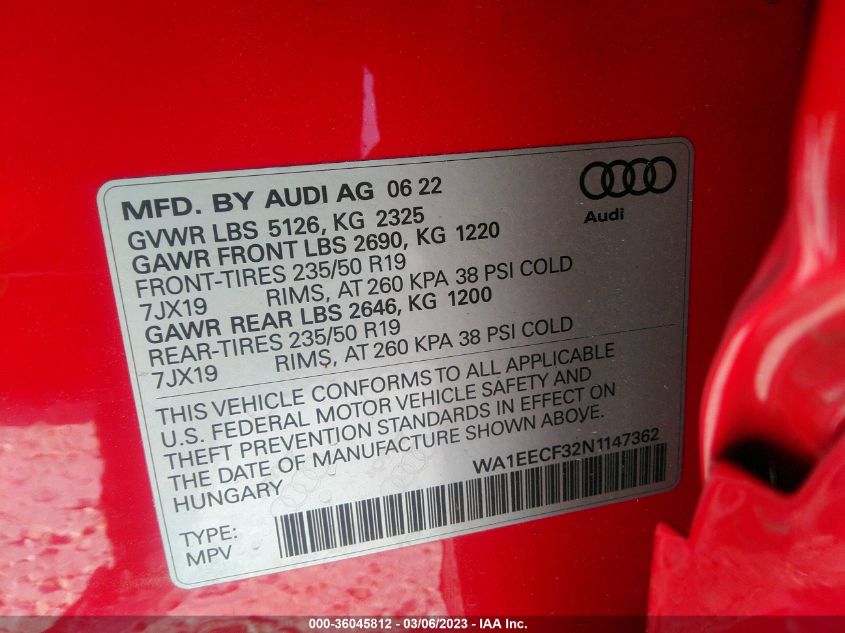 MFD. BY AUDI AG 06 22
GVWR LBS 5126, KG 2325
GAWR FRONT LBS 2690, KG 1220
FRONT-TIRES 235/50 R19
7JX19 RIMS, AT 260 KPA 38 PSI COLD
GAWR REAR LBS 2646, KG 1200
REAR-TIRES 235/50 R19
7JX19 RIMS, AT 260 KPA 38 PSI COLD
Audi
THIS VEHICLE CONFORMS TO ALL APPLICABLE
U.S. FEDERAL MOTOR VEHICLE SAFETY AND
THEFT PREVENTION STANDARDS IN EFFECT ON
THE DATE OF MANUFACTURE SHOWN ABOVE.
HUNGARY
WA1EECF32N1147362
TYPE:
MPV
000-36045812 - 03/06/2023 - IAA Inc.